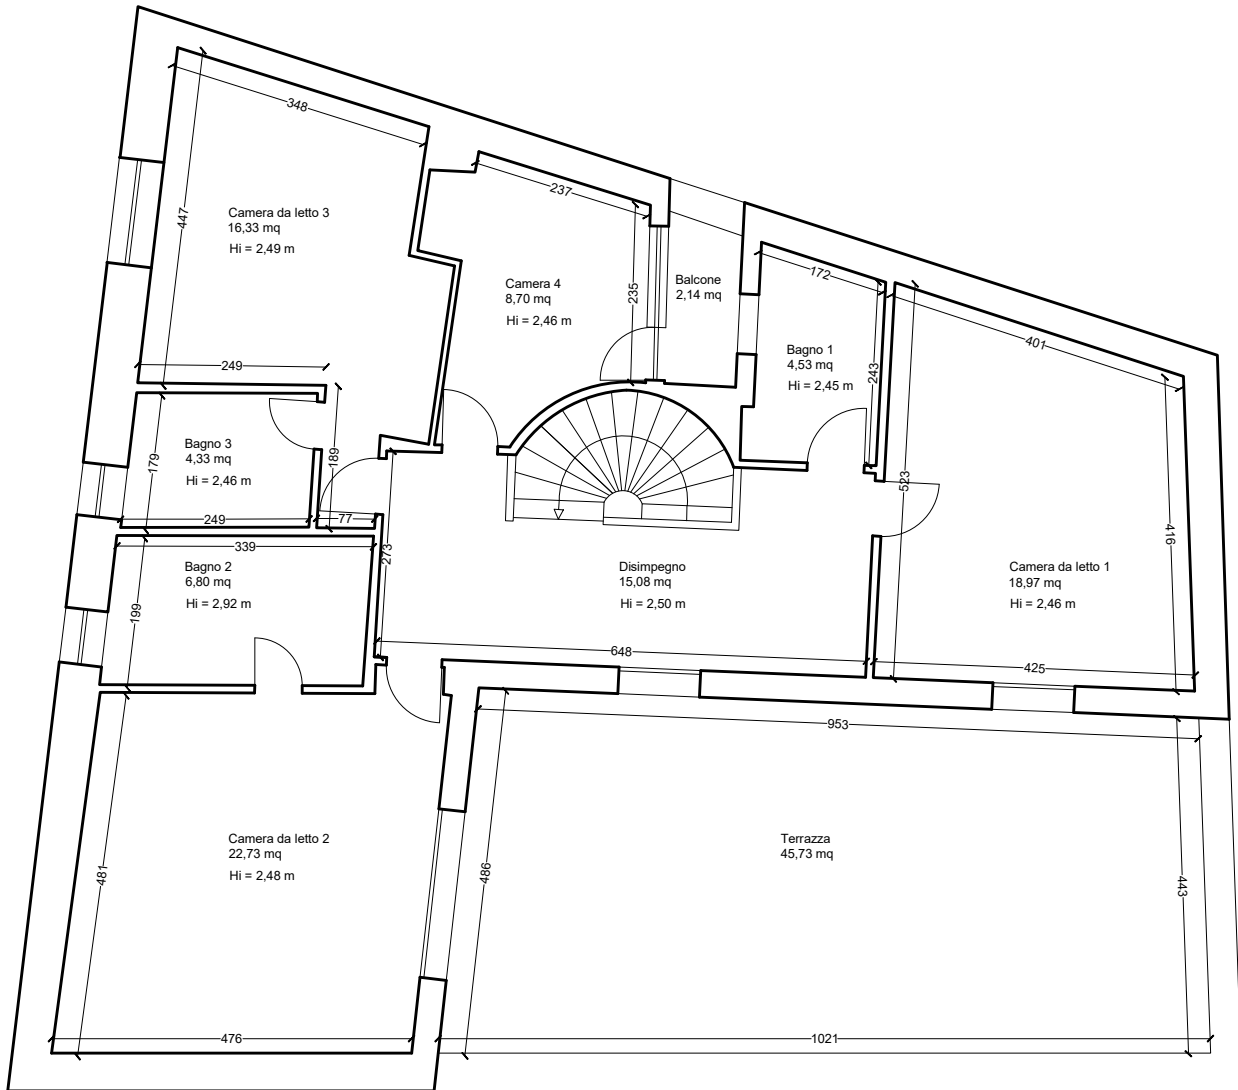 348
237
Camera da letto 3
16,33 mq
Hi = 2,49 m
447
249
Camera 4
8,70 mq
Hi = 2,46 m
235
Balcone
2,14 mq
172
Bagno 1
4,53 mq
Hi = 2,45 m
243
401
523
416
Camera da letto 1
18,97 mq
Hi = 2,46 m
425
Bagno 3
4,33 mq
Hi = 2,46 m
179
249
189
77
339
Bagno 2
6,80 mq
Hi = 2,92 m
199
273
Disimpegno
15,08 mq
Hi = 2,50 m
648
953
Camera da letto 2
22,73 mq
Hi = 2,48 m
481
476
486
Terrazza
45,73 mq
443
1021